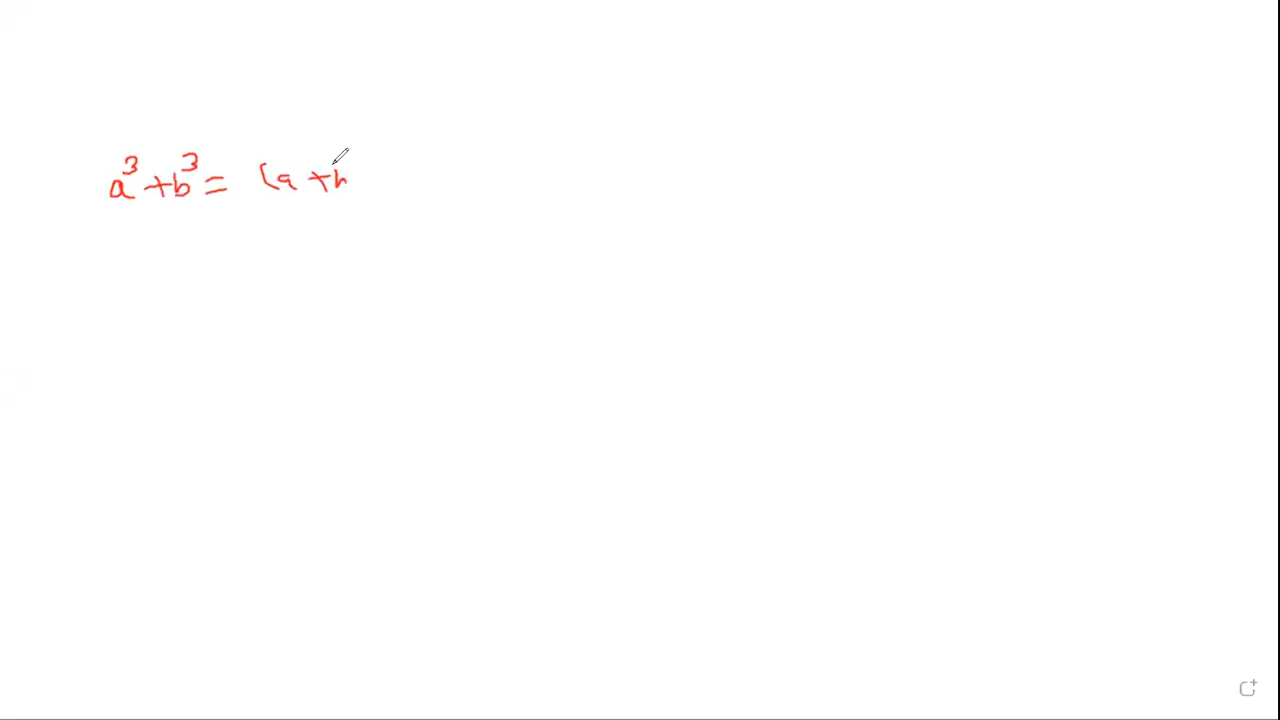 a³ + b³ = (a + b